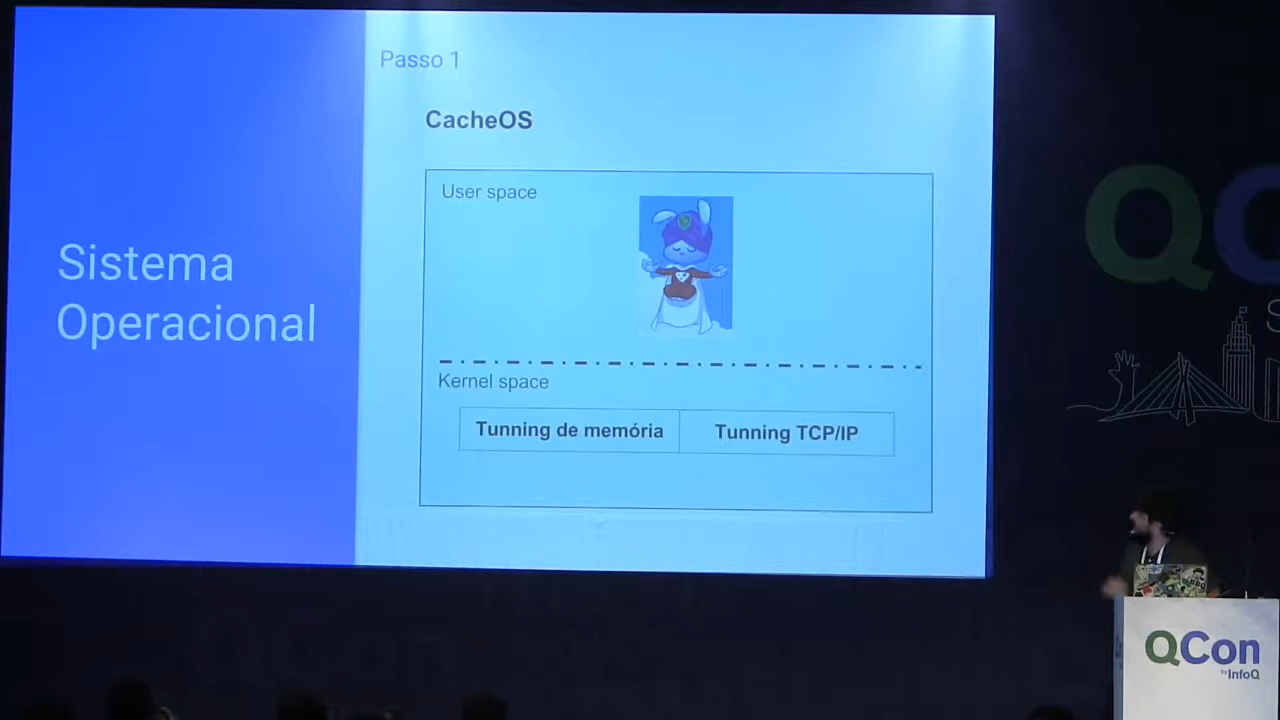 Passo 1
CacheOS
User space
Sistema
Operacional
Kernel space
Tunning de memória
Tunning TCP/IP
QCon
by InfoQ